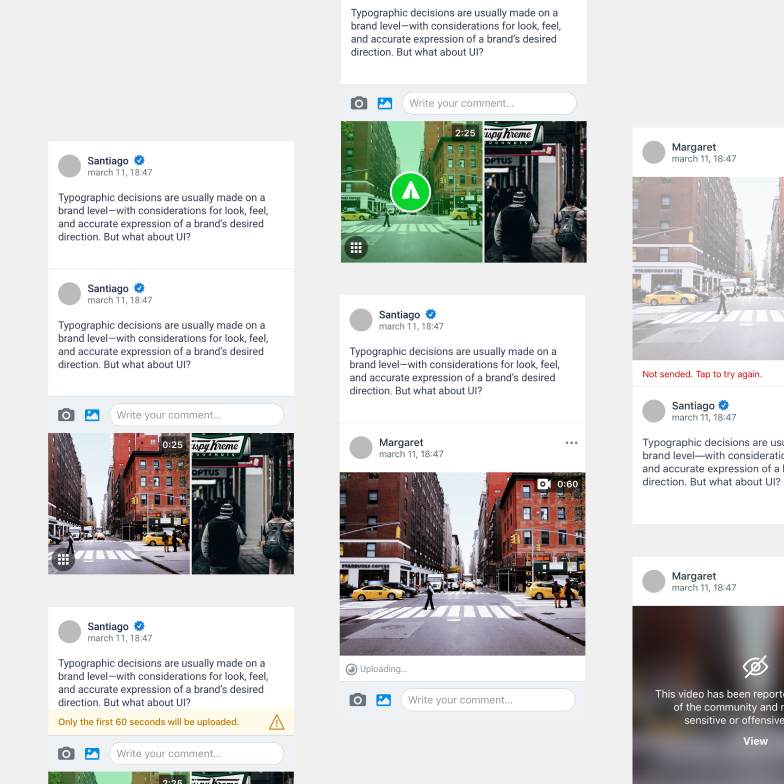 Santiago
march 11, 18:47
Typographic decisions are usually made on a
brand level—with considerations for look, feel,
and accurate expression of a brand's desired
direction. But what about UI?
Santiago
march 11, 18:47
Typographic decisions are usually made on a
brand level—with considerations for look, feel,
and accurate expression of a brand's desired
direction. But what about UI?
Write your comment...
0:25
Kreme
OPTUS
Santiago
march 11, 18:47
Typographic decisions are usually made on a
brand level—with considerations for look, feel,
and accurate expression of a brand's desired
direction. But what about UI?
Only the first 60 seconds will be uploaded.
Write your comment...
2:25
Typographic decisions are usually made on a
brand level—with considerations for look, feel,
and accurate expression of a brand's desired
direction. But what about UI?
Write your comment...
2:25
Kreme
DOUGHNUTS
OPTUS
Santiago
march 11, 18:47
Typographic decisions are usually made on a
brand level—with considerations for look, feel,
and accurate expression of a brand's desired
direction. But what about UI?
Margaret
march 11, 18:47
0:60
Uploading...
Write your comment...
Margaret
march 11, 18:47
Not sended. Tap to try again.
Santiago
march 11, 18:47
Typographic decisions are
brand level—with
and accurate expression of a
direction. But what about UI?
Margaret
march 11, 18:47
This video has been
of the community and
sensitive or
View